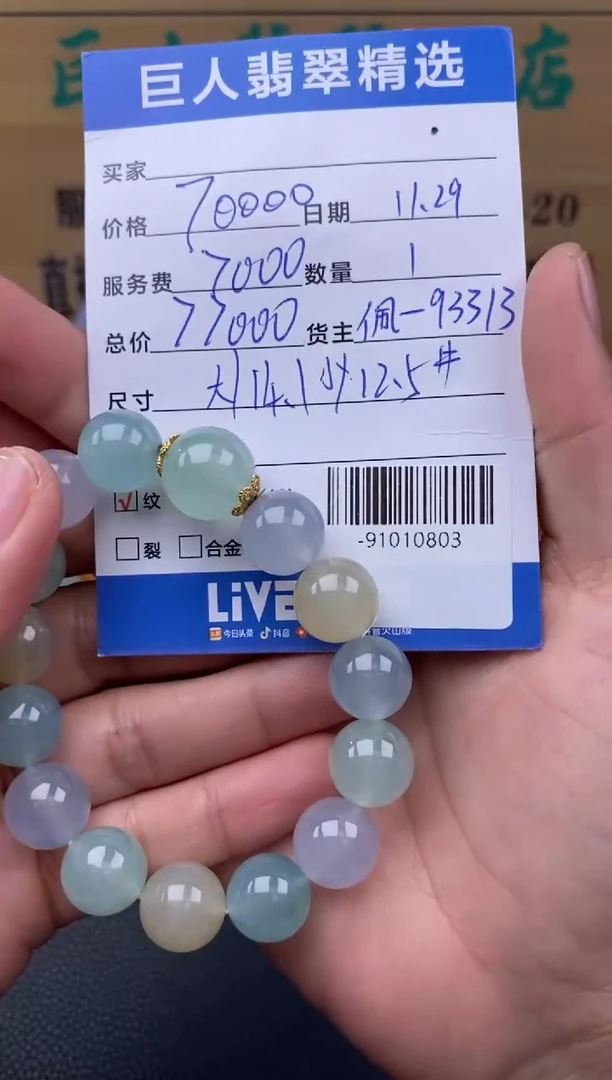 店
巨人翡翠精选
买家
价格 70000 日期 11.29
-20
服务费 7000 数量 1
总价 77000 货主 佩-93313
尺寸 大14.1小12.5#
√ 纹
裂 合金
-91010803
LiVE
今日头条 抖音